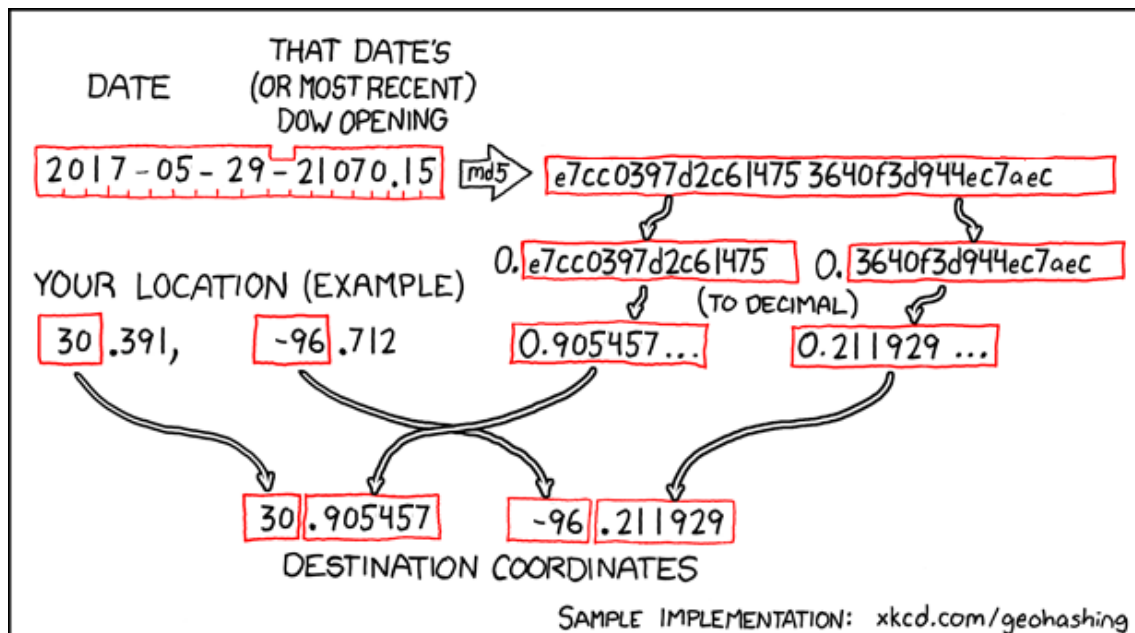 DATE
THAT DATE'S
(OR MOST RECENT)
DOW OPENING
2017-05-29-21070.15
md5
e7cc0397d2c614753640f3d944ec7aec
0.e7cc0397d2c61475
0.3640f3d944ec7aec
YOUR LOCATION (EXAMPLE)
(TO DECIMAL)
30.391,
-96.712
0.905457...
0.211929...
30.905457
-96.211929
DESTINATION COORDINATES
SAMPLE IMPLEMENTATION: xkcd.com/geohashing